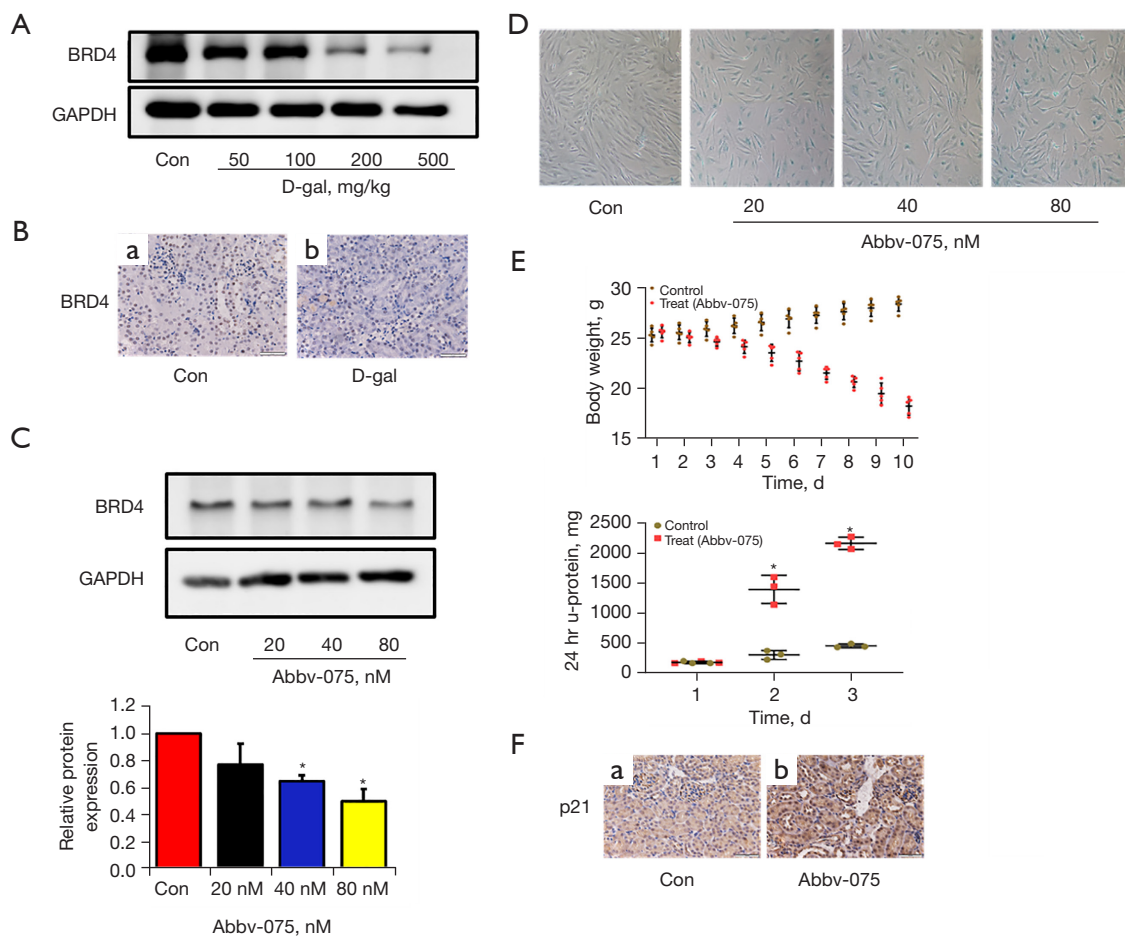 A
BRD4
GAPDH
Con
50
100
200
500
D-gal, mg/kg
B
a
b
BRD4
Con
D-gal
C
BRD4
GAPDH
Con
20
40
80
Abbv-075, nM
1.2
1.0
0.8
0.6
0.4
0.2
0.0
Relative protein
expression
*
*
Con
20 nM
40 nM
80 nM
Abbv-075, nM
D
Con
20
40
80
Abbv-075, nM
E
30
25
20
15
Body weight, g
Control
Treat (Abbv-075)
1 2 3 4 5 6 7 8 9 10
Time, d
2500
2000
1500
1000
500
0
24 hr u-protein, mg
Control
Treat (Abbv-075)
*
*
1 2 3
Time, d
F
a
b
p21
Con
Abbv-075